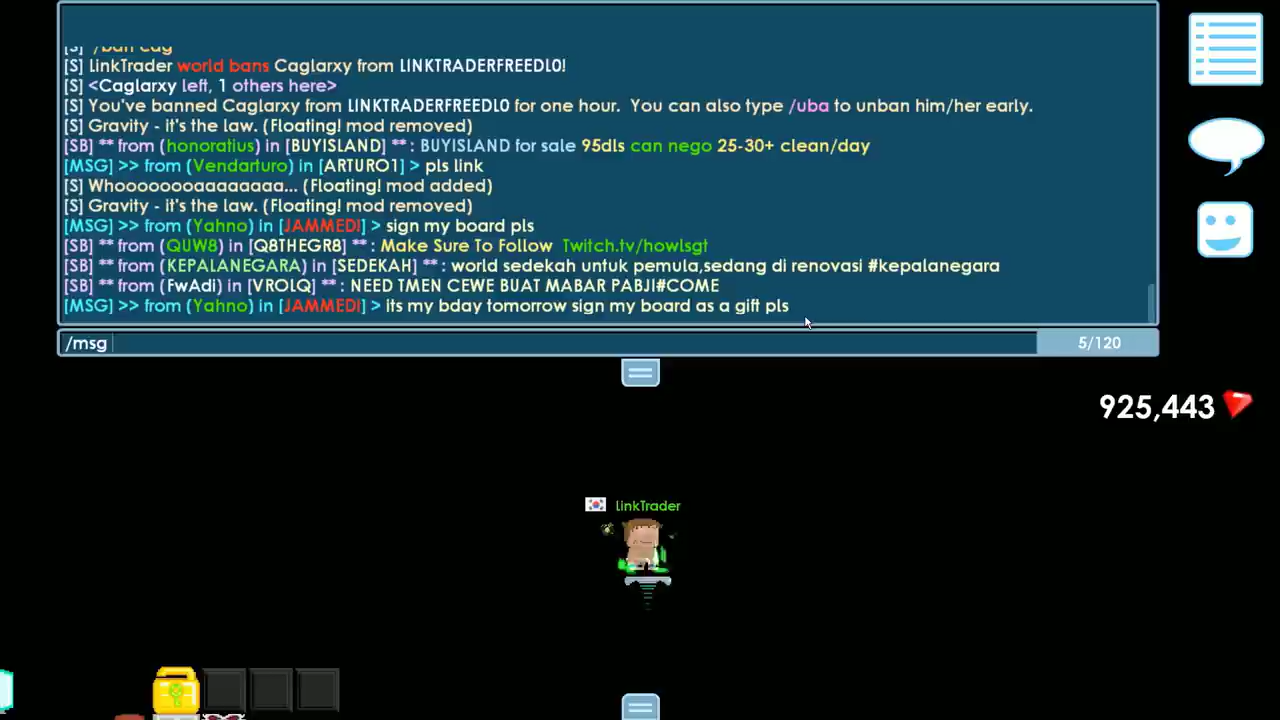 [S] /ban cag
[S] LinkTrader world bans Caglarxy from LINKTRADERFREEDL0!
[S] <Caglarxy left, 1 others here>
[S] You've banned Caglarxy from LINKTRADERFREEDL0 for one hour.  You can also type /uba to unban him/her early.
[S] Gravity - it's the law. (Floating! mod removed)
[SB] ** from (honoratius) in [BUYISLAND] ** : BUYISLAND for sale 95dls can nego 25-30+ clean/day
[MSG] >> from (Vendarturo) in [ARTURO1] > pls link
[S] Whooooooooaaaaaaaaa... (Floating! mod added)
[S] Gravity - it's the law. (Floating! mod removed)
[MSG] >> from (Yahno) in [JAMMED!] > sign my board pls
[SB] ** from (QUW8) in [Q8THEGR8] ** : Make Sure To Follow  Twitch.tv/howlsgt
[SB] ** from (KEPALANEGARA) in [SEDEKAH] ** : world sedekah untuk pemula,sedang di renovasi #kepalanegara
[SB] ** from (FwAdi) in [VROLQ] ** : NEED TMEN CEWE BUAT MABAR PABJI#COME
[MSG] >> from (Yahno) in [JAMMED!] > its my bday tomorrow sign my board as a gift pls
/msg
5/120
925,443
LinkTrader